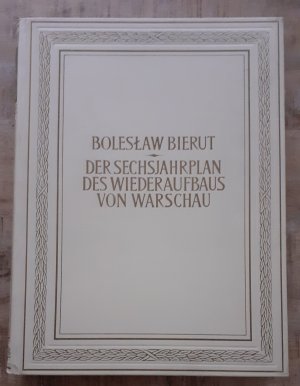 BOLESŁAW BIERUT
DER SECHSJAHRPLAN
DES WIEDERAUFBAUS
VON WARSCHAU